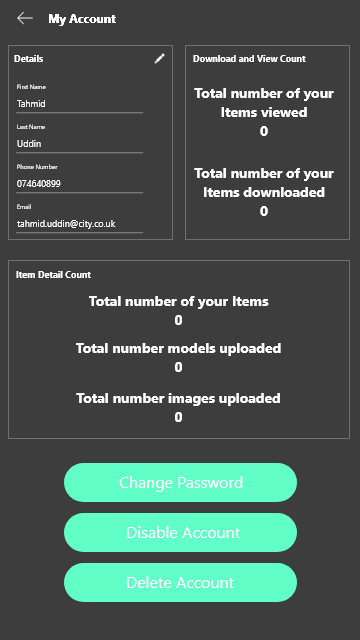 My Account
Details
First Name
Tahmid
Last Name
Uddin
Phone Number
074640899
Email
tahmid.uddin@city.co.uk
Download and View Count
Total number of your
Items viewed
0
Total number of your
Items downloaded
0
Item Detail Count
Total number of your Items
0
Total number models uploaded
0
Total number images uploaded
0
Change Password
Disable Account
Delete Account